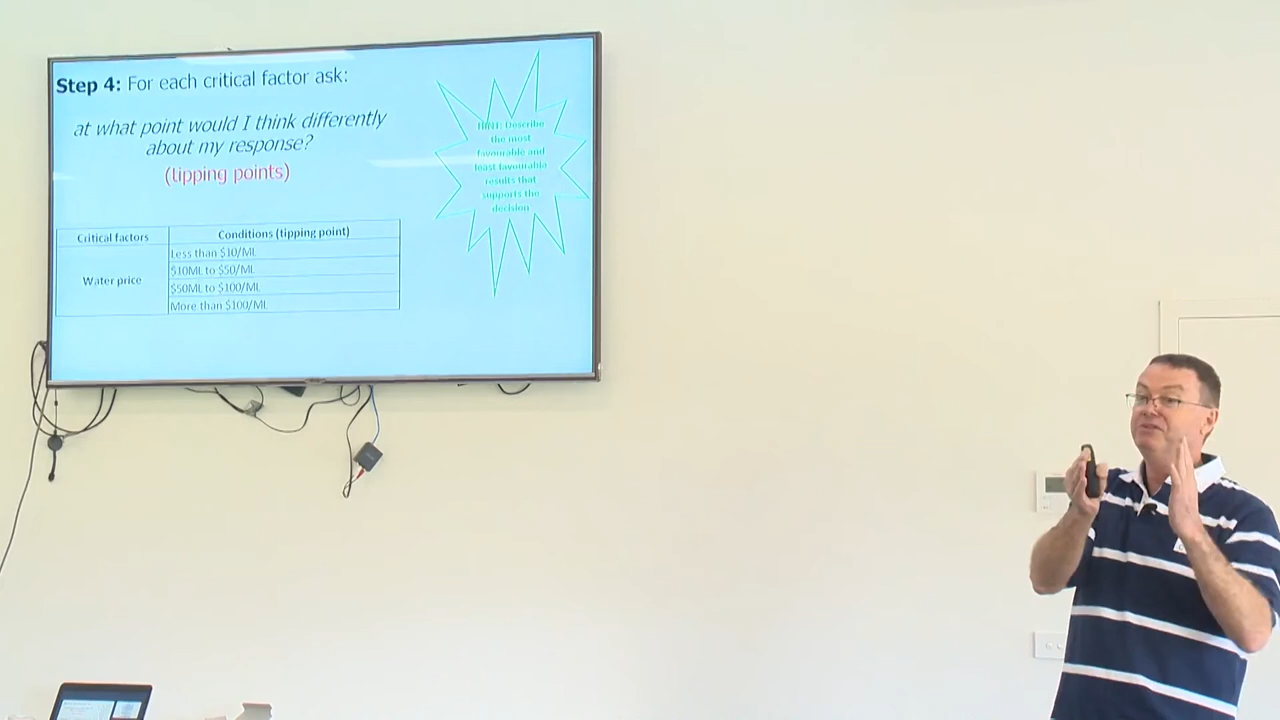 Step 4: For each critical factor ask:
at what point would I think differently
about my response?
(tipping points)
HINT: Describe
the most
favourable and
least favourable
results that
supports the
decision
Critical factors
Conditions (tipping point)
Water price
Less than $10/ML
$10ML to $50/ML
$50ML to $100/ML
More than $100/ML